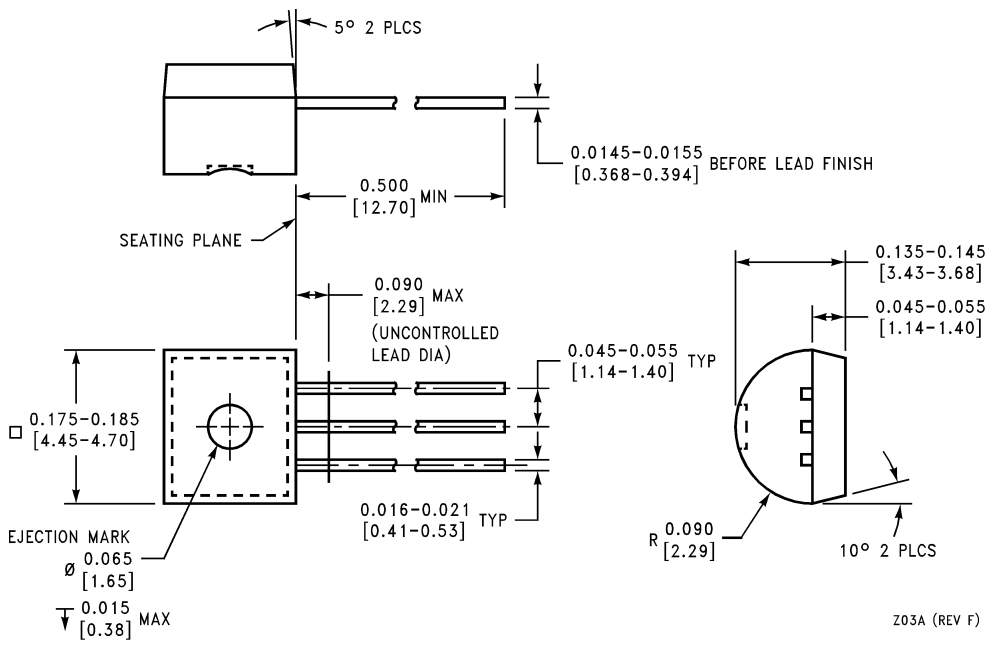 5° 2 PLCS
0.0145-0.0155
[0.368-0.394]
BEFORE LEAD FINISH
0.500
[12.70]
MIN
SEATING PLANE
0.090
[2.29]
MAX
(UNCONTROLLED
LEAD DIA)
0.135-0.145
[3.43-3.68]
0.045-0.055
[1.14-1.40]
0.045-0.055
[1.14-1.40]
TYP
0.175-0.185
[4.45-4.70]
0.016-0.021
[0.41-0.53]
TYP
EJECTION MARK
Ø 0.065
[1.65]
0.015
[0.38]
MAX
R 0.090
[2.29]
10° 2 PLCS
Z03A (REV F)